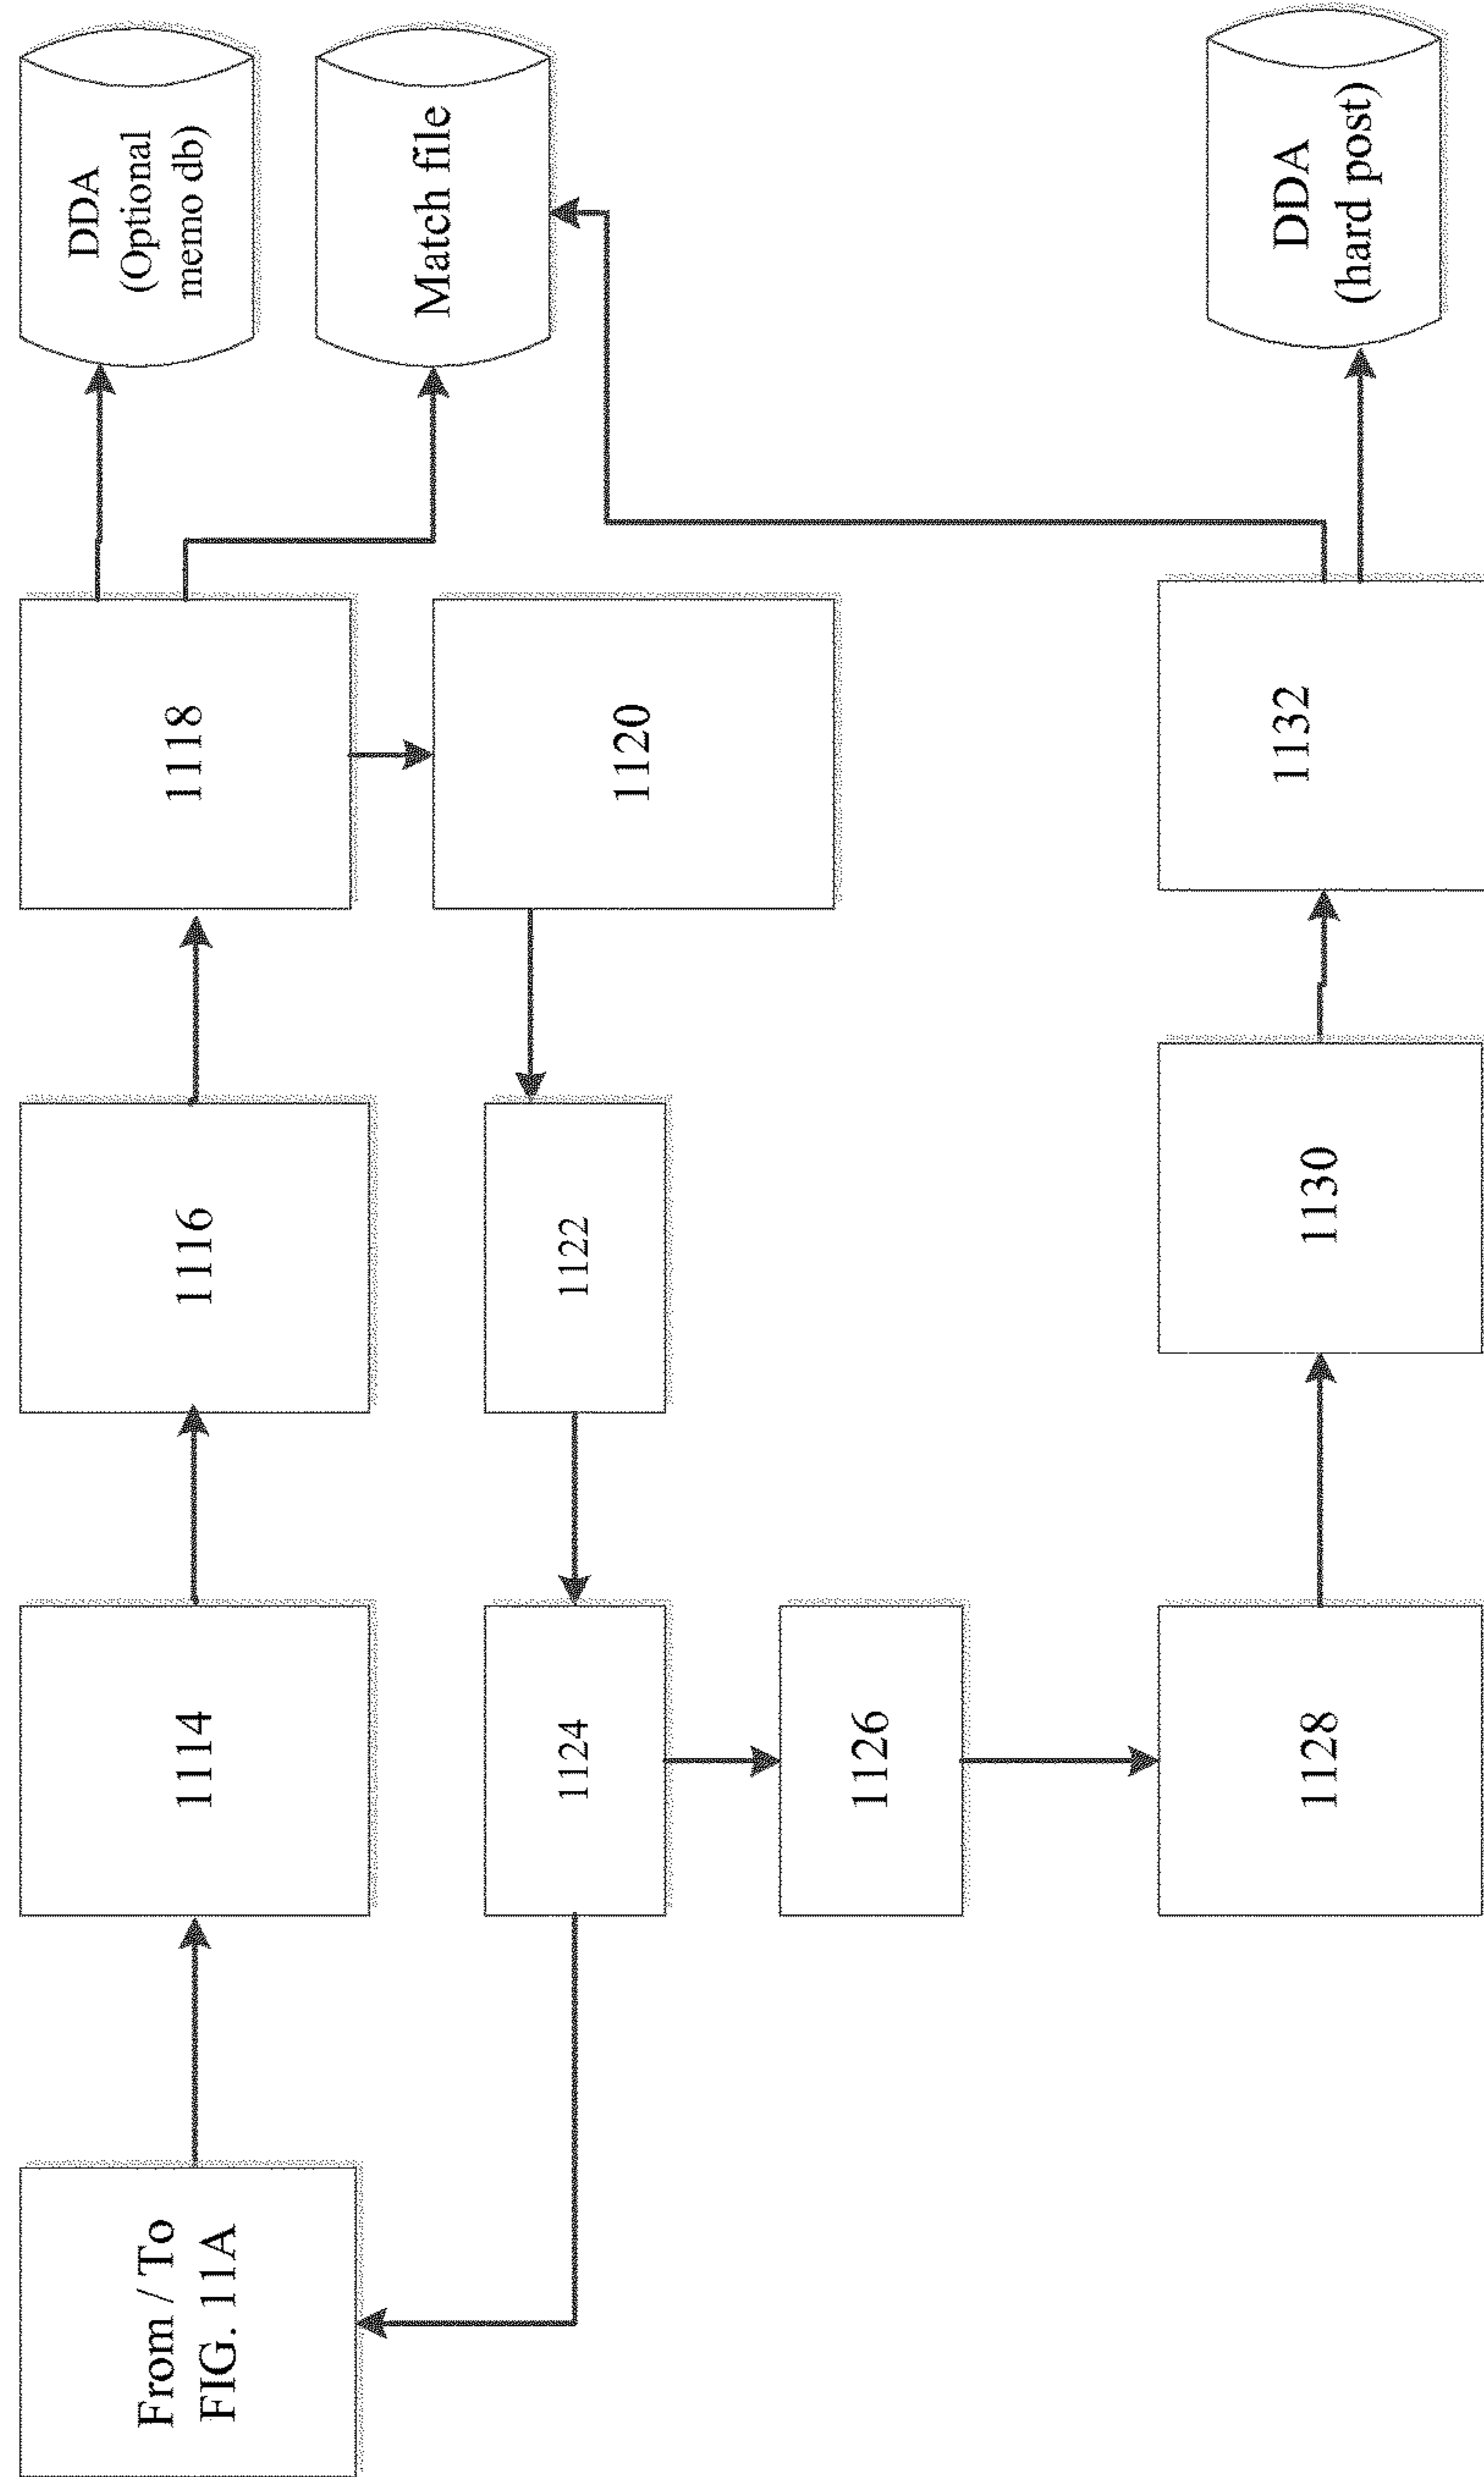 From / To
FIG. 11A
1114
1116
1118
DDA
(Optional
memo db)
Match file
1120
1122
1124
1126
1128
1130
1132
DDA
(hard post)